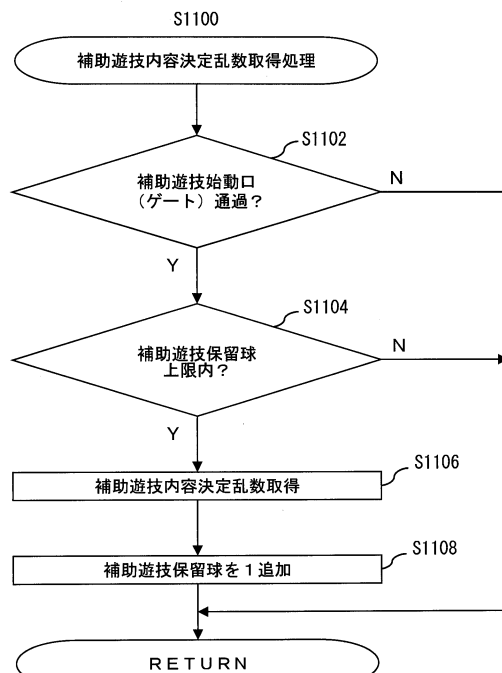 S1100
補助遊技内容決定乱数取得処理
S1102
補助遊技始動口
（ゲート）通過？
N
Y
S1104
補助遊技保留球
上限内？
N
Y
S1106
補助遊技内容決定乱数取得
S1108
補助遊技保留球を１追加
ＲＥＴＵＲＮ